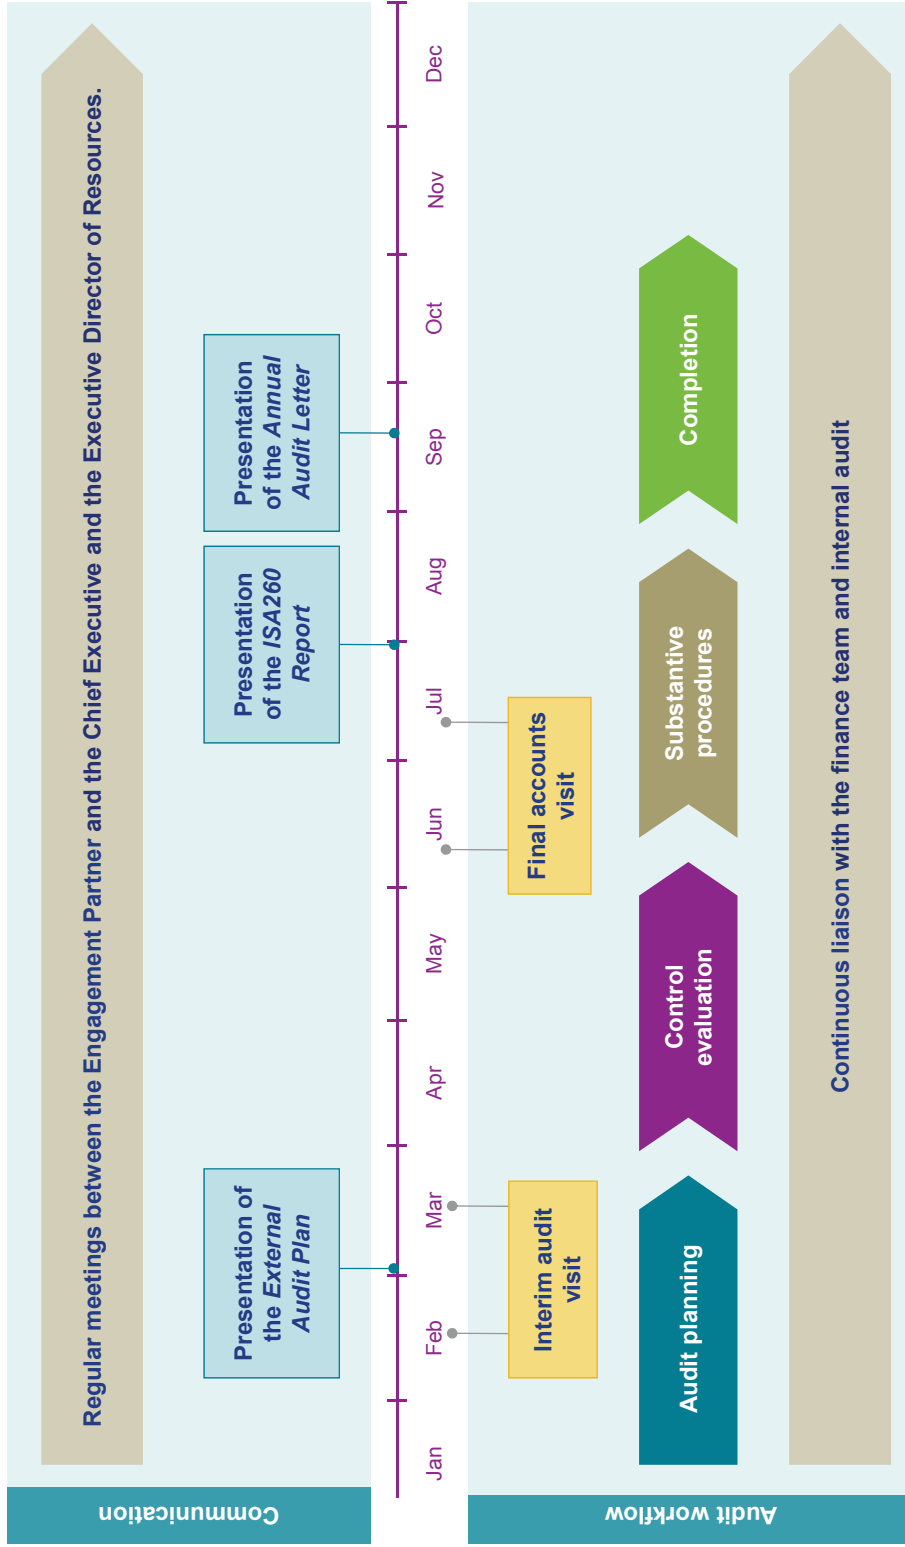 Communication
Regular meetings between the Engagement Partner and the Chief Executive and the Executive Director of Resources.
Presentation of
the External
Audit Plan
Presentation
of the ISA260
Report
Presentation
of the Annual
Audit Letter
Jan
Feb
Mar
Apr
May
Jun
Jul
Aug
Sep
Oct
Nov
Dec
Audit workflow
Interim audit
visit
Final accounts
visit
Audit planning
Control
evaluation
Substantive
procedures
Completion
Continuous liaison with the finance team and internal audit